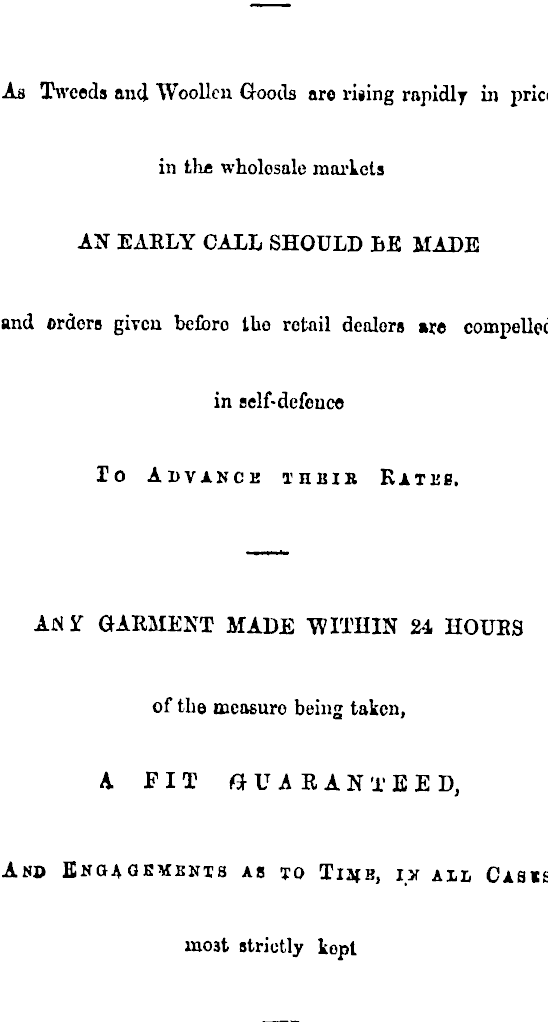 As Tweeds and Woollen Goods are rising rapidly in pric
in the wholesale markets
AN EARLY CALL SHOULD BE MADE
and orders given before the retail dealers are compelled
in self-defence
TO ADVANCE THEIR RATES.
ANY GARMENT MADE WITHIN 24 HOURS
of the measure being taken,
A FIT GUARANTEED,
AND ENGAGEMENTS AS TO TIME, IN ALL CASES
most strictly kept